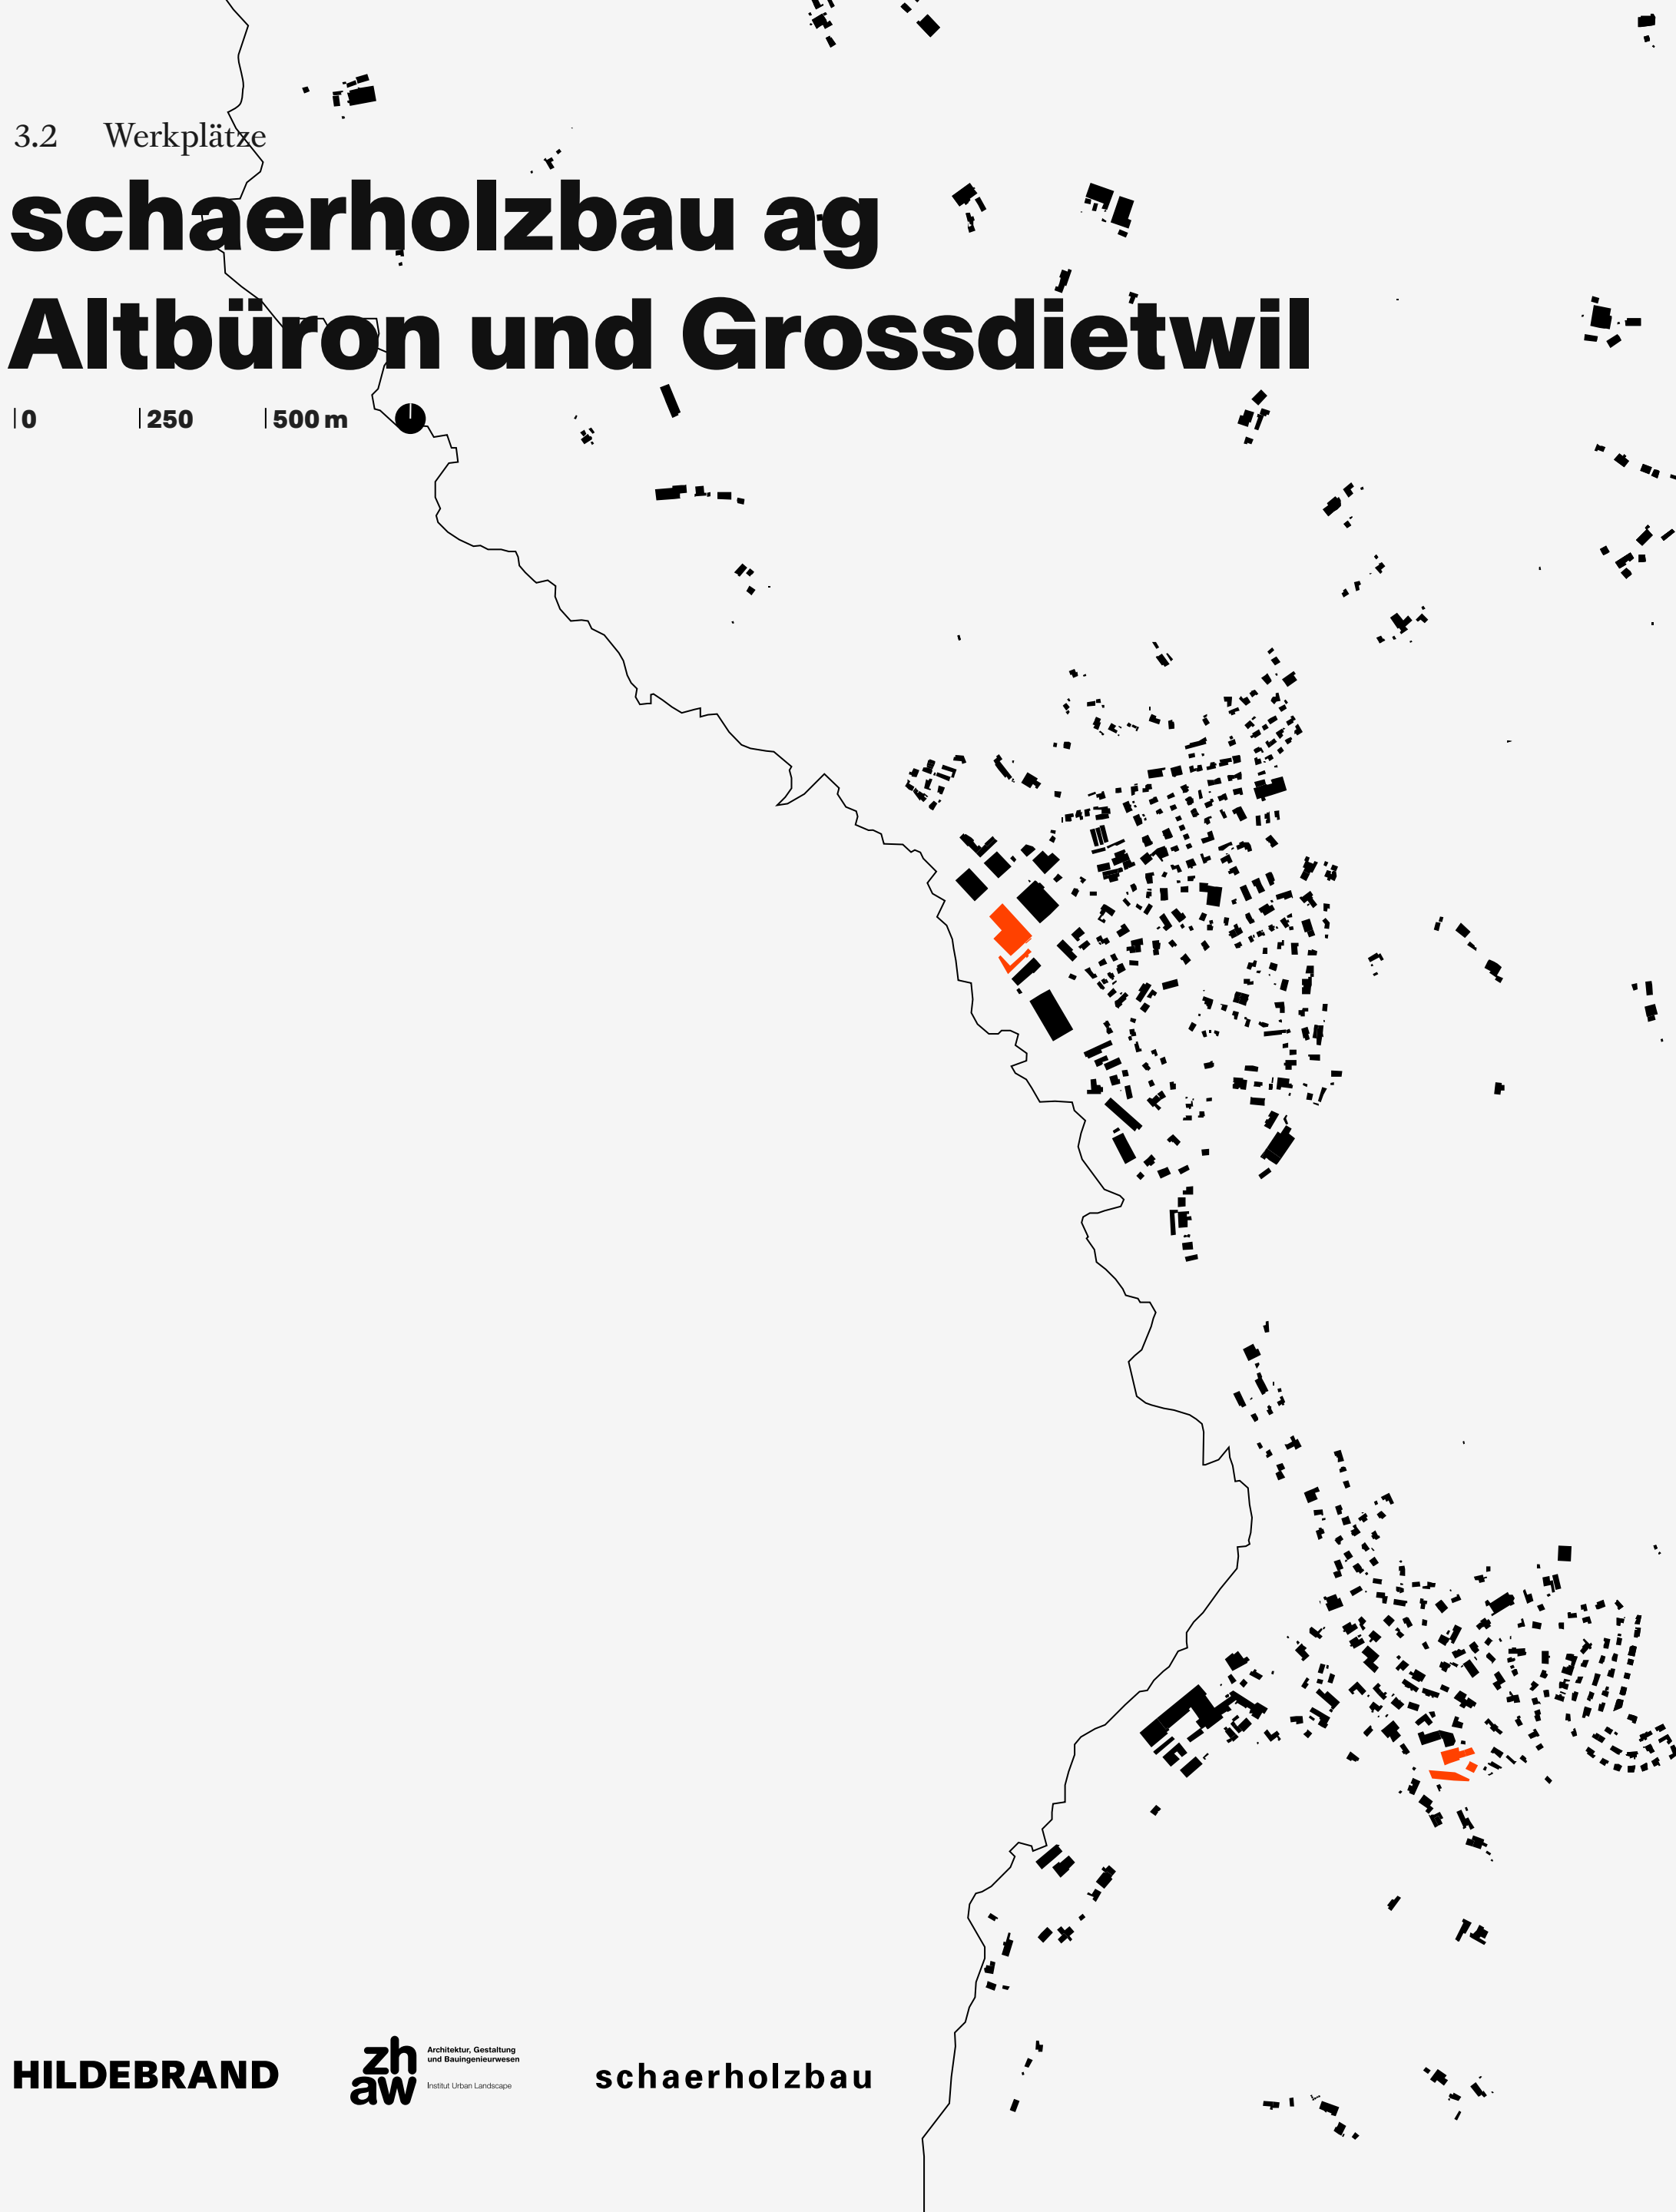 3.2 Werkplätze
schaerholzbau ag
Altbüron und Grossdietwil
0 250 500 m
HILDEBRAND
zh
aw
Architektur, Gestaltung
und Bauingenieurwesen
Institut Urban Landscape
schaerholzbau